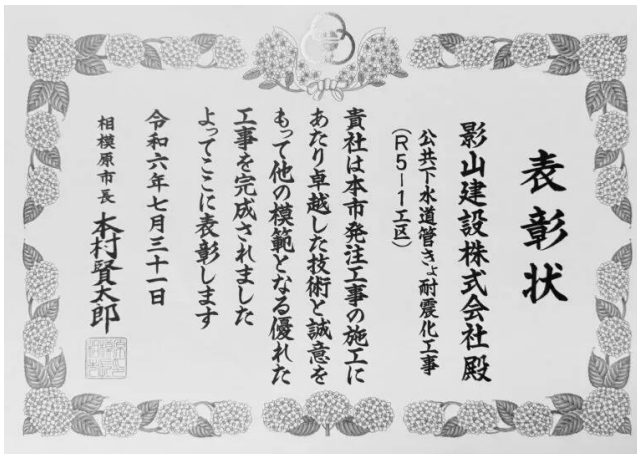 表彰状
影山建設株式会社殿
公共下水道管きょ耐震化工事
(R5-1工区)
貴社は本市発注工事の施工に
あたり卓越した技術と誠意を
もって他の模範となる優れた
工事を完成されました
よってここに表彰します
令和六年七月三十一日
相模原市長 本村賢太郎